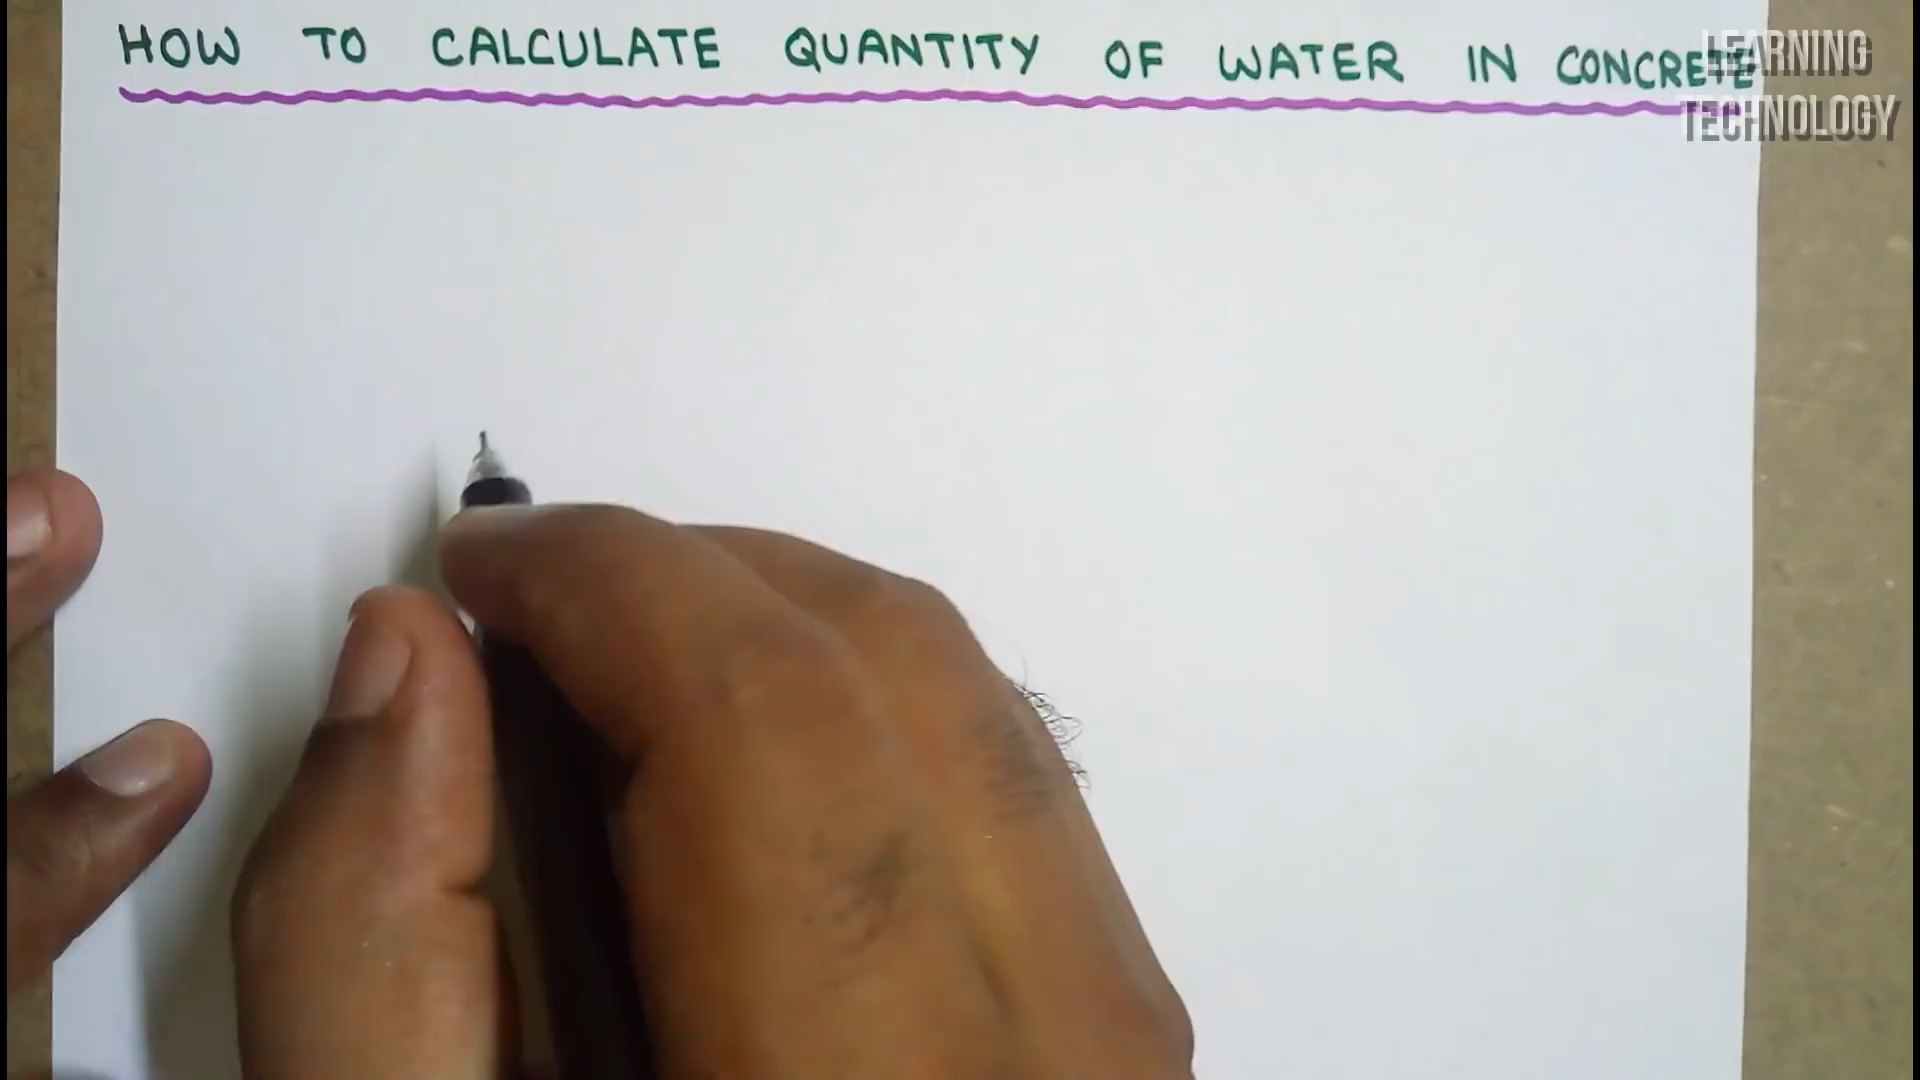 HOW TO CALCULATE QUANTITY OF WATER IN CONCRETE
LEARNING
TECHNOLOGY